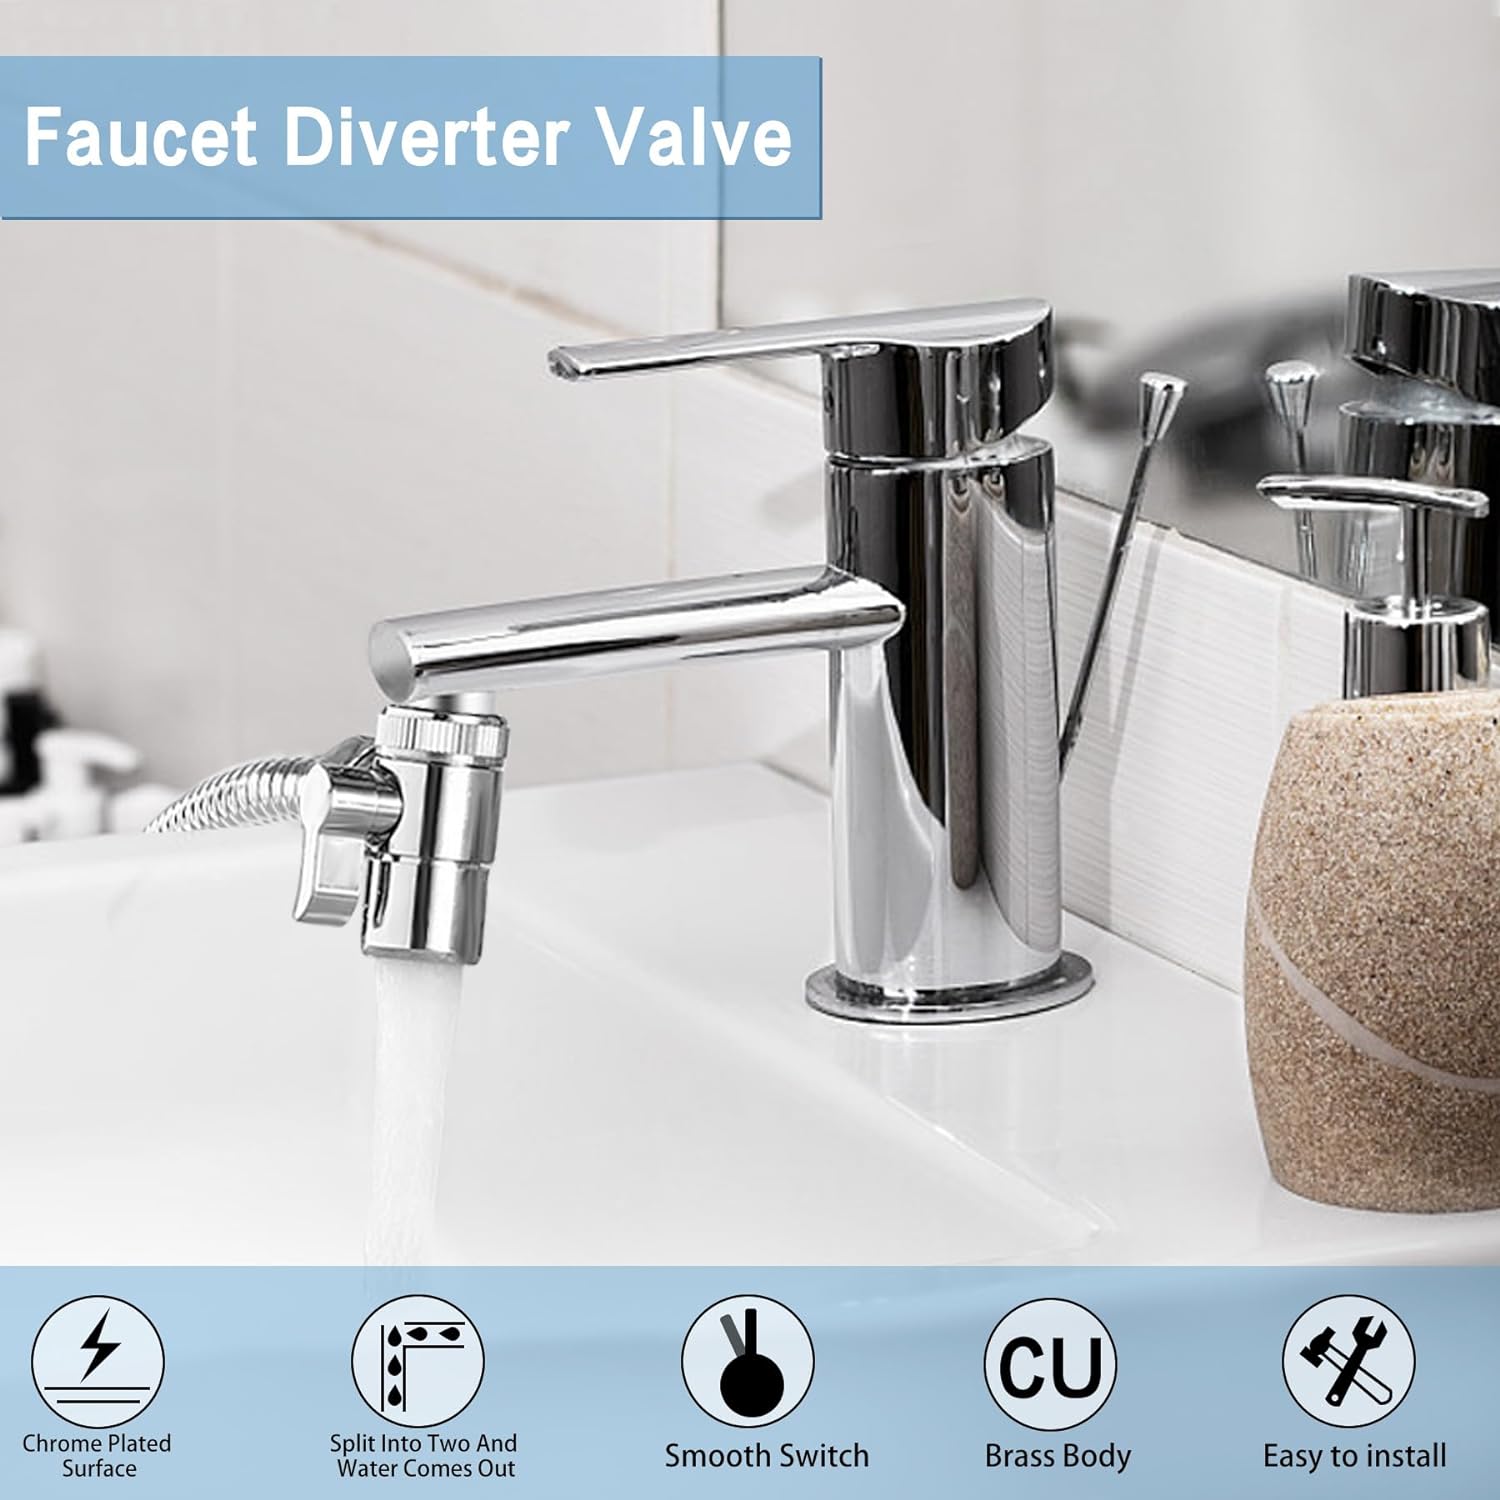 Faucet Diverter Valve
Chrome Plated
Surface
Split Into Two And
Water Comes Out
Smooth Switch
CU
Brass Body
Easy to install